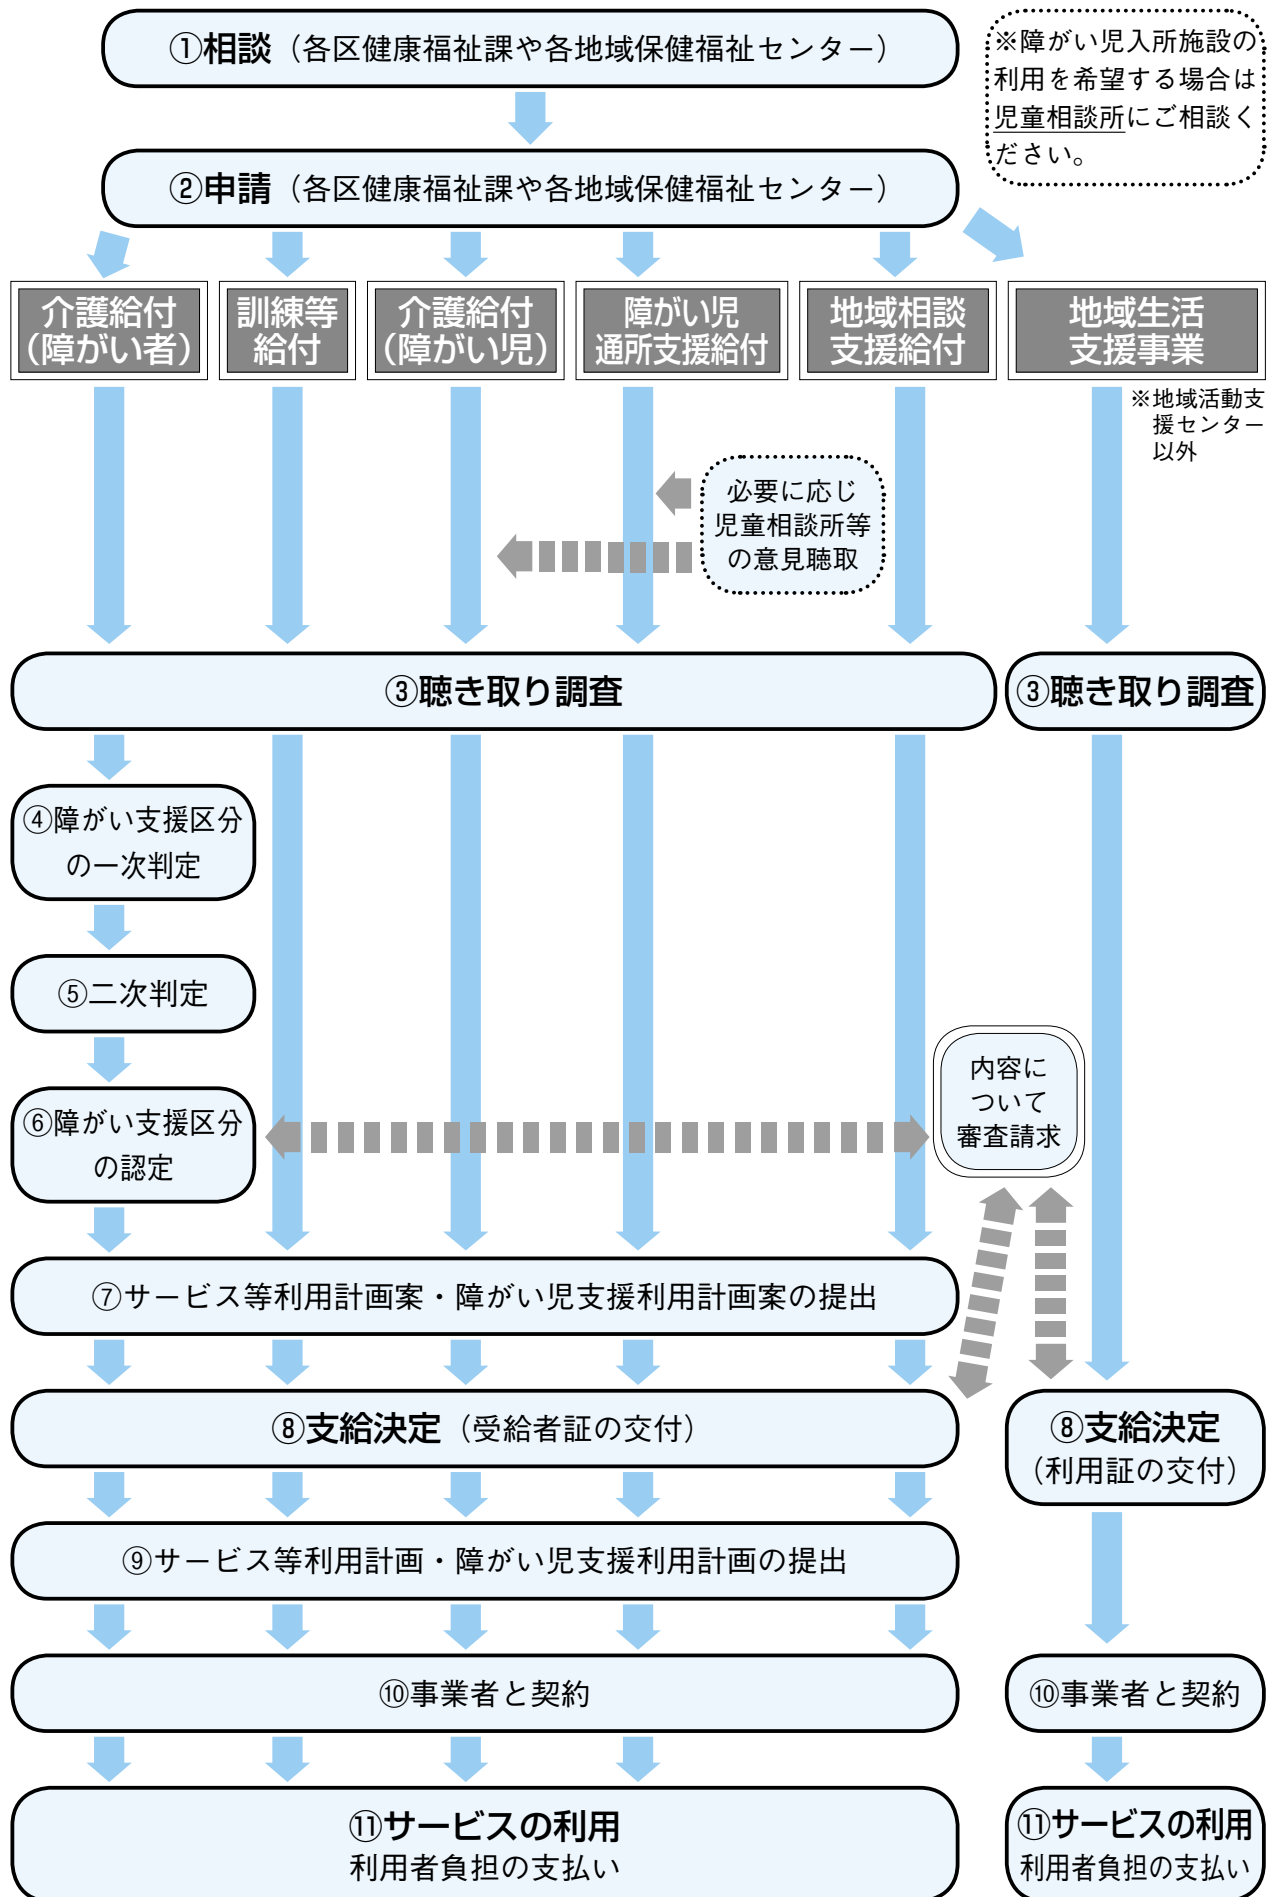 ①相談（各区健康福祉課や各地域保健福祉センター）
※障がい児入所施設の
利用を希望する場合は
児童相談所にご相談く
ださい。
②申請（各区健康福祉課や各地域保健福祉センター）
介護給付
（障がい者）
訓練等
給付
介護給付
（障がい児）
障がい児
通所支援給付
地域相談
支援給付
地域生活
支援事業
※地域活動支
援センター
以外
必要に応じ
児童相談所等
の意見聴取
③聴き取り調査
③聴き取り調査
④障がい支援区分
の一次判定
⑤二次判定
⑥障がい支援区分
の認定
内容に
ついて
審査請求
⑦サービス等利用計画案・障がい児支援利用計画案の提出
⑧支給決定（受給者証の交付）
⑧支給決定
（利用証の交付）
⑨サービス等利用計画・障がい児支援利用計画の提出
⑩事業者と契約
⑩事業者と契約
⑪サービスの利用
利用者負担の支払い
⑪サービスの利用
利用者負担の支払い